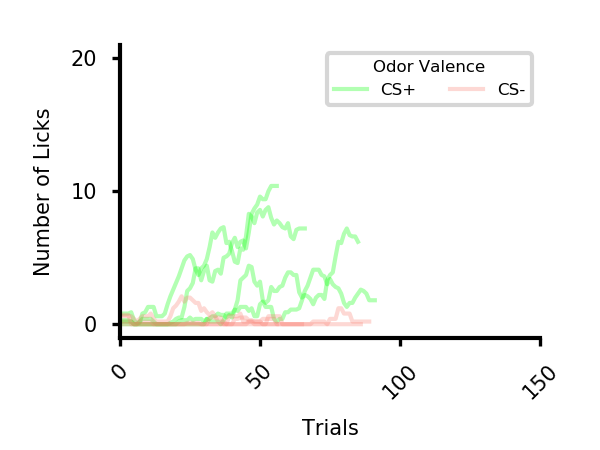 20
10
0
Number of Licks
Odor Valence
CS+ CS-
0 50 100 150
Trials